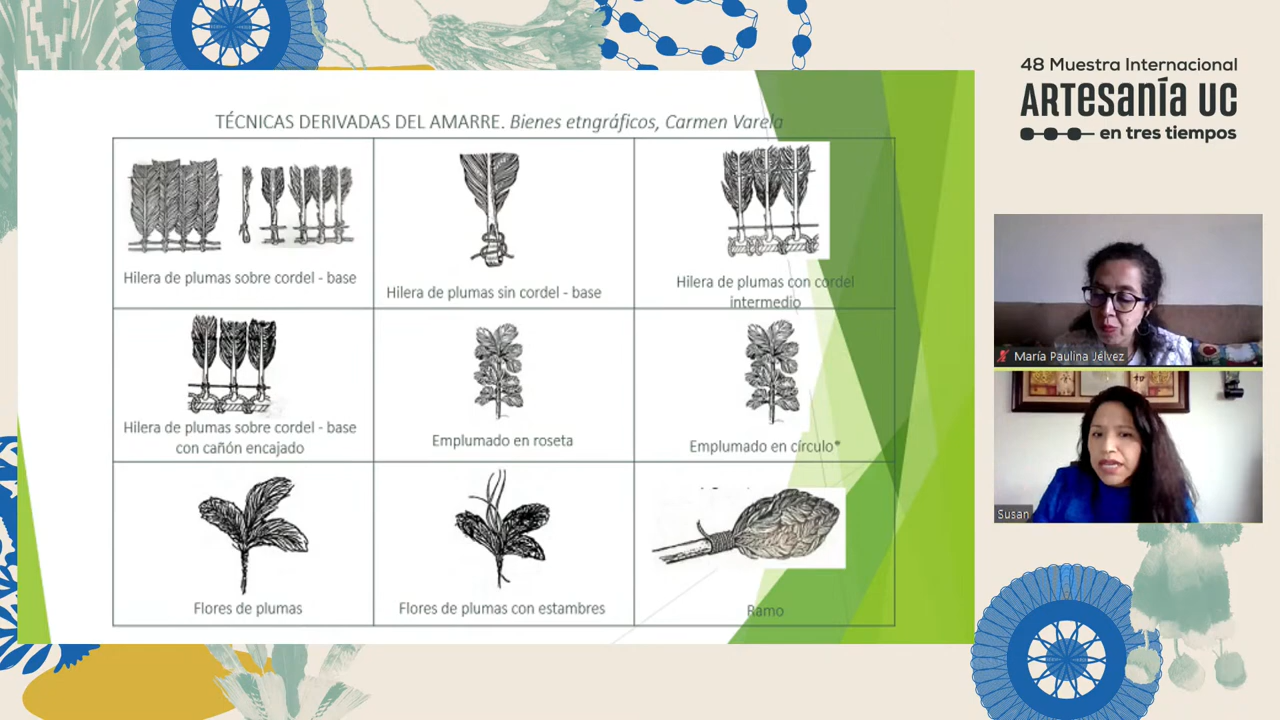 48 Muestra Internacional
ARTesanía UC
en tres tiempos
TÉCNICAS DERIVADAS DEL AMARRE. Bienes etngráficos, Carmen Varela
Hilera de plumas sobre cordel - base
Hilera de plumas sin cordel - base
Hilera de plumas con cordel
intermedio
Hilera de plumas sobre cordel - base
con cañón encajado
Emplumado en roseta
Emplumado en círculo*
Flores de plumas
Flores de plumas con estambres
Ramo
María Paulina Jélvez
Susan